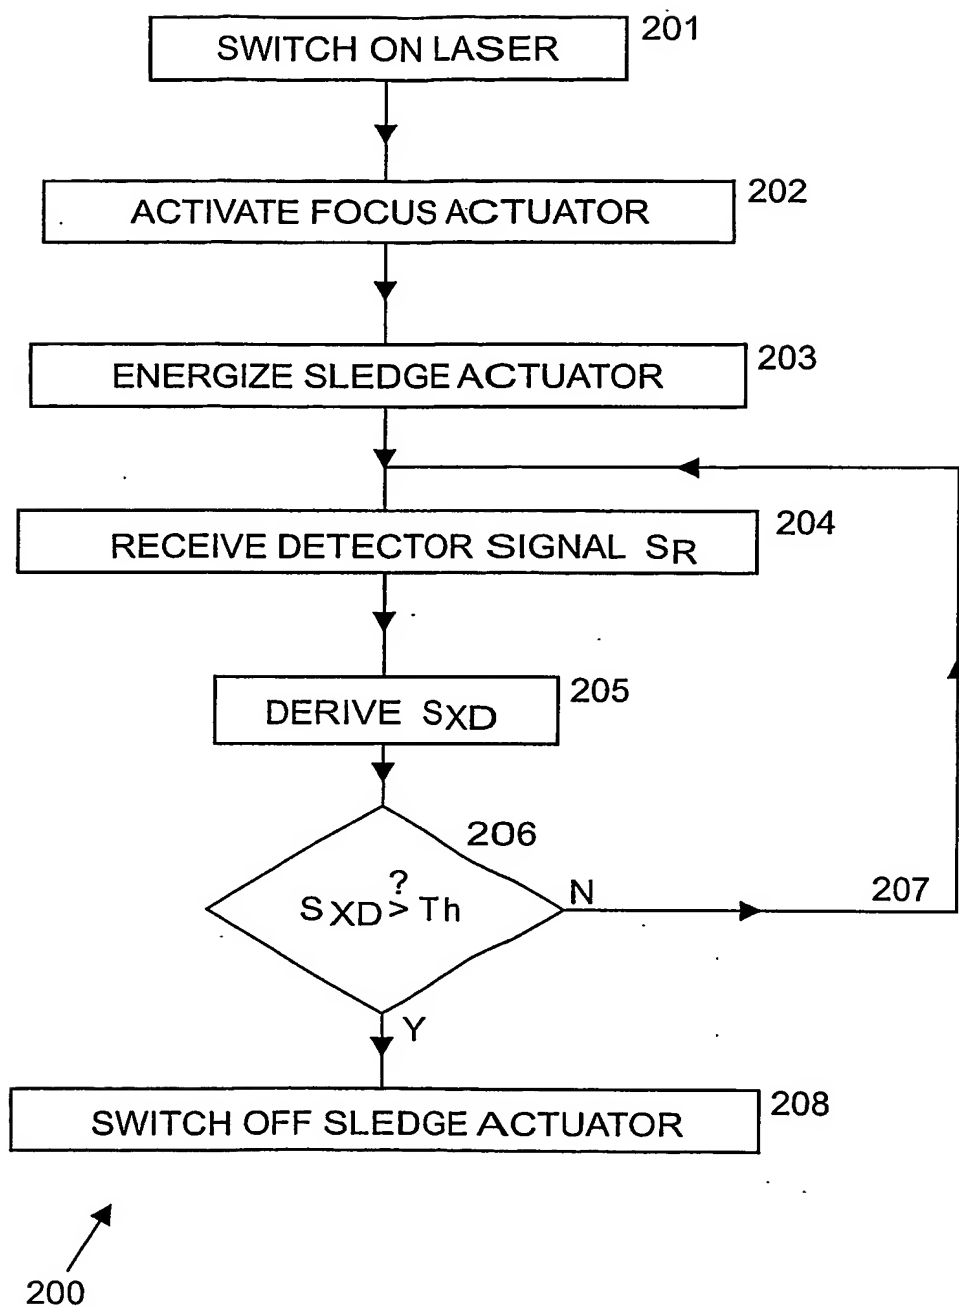 SWITCH ON LASER 201
ACTIVATE FOCUS ACTUATOR 202
ENERGIZE SLEDGE ACTUATOR 203
RECEIVE DETECTOR SIGNAL SR 204
DERIVE SXD 205
206
?
SXD > Th
N
207
Y
SWITCH OFF SLEDGE ACTUATOR 208
200